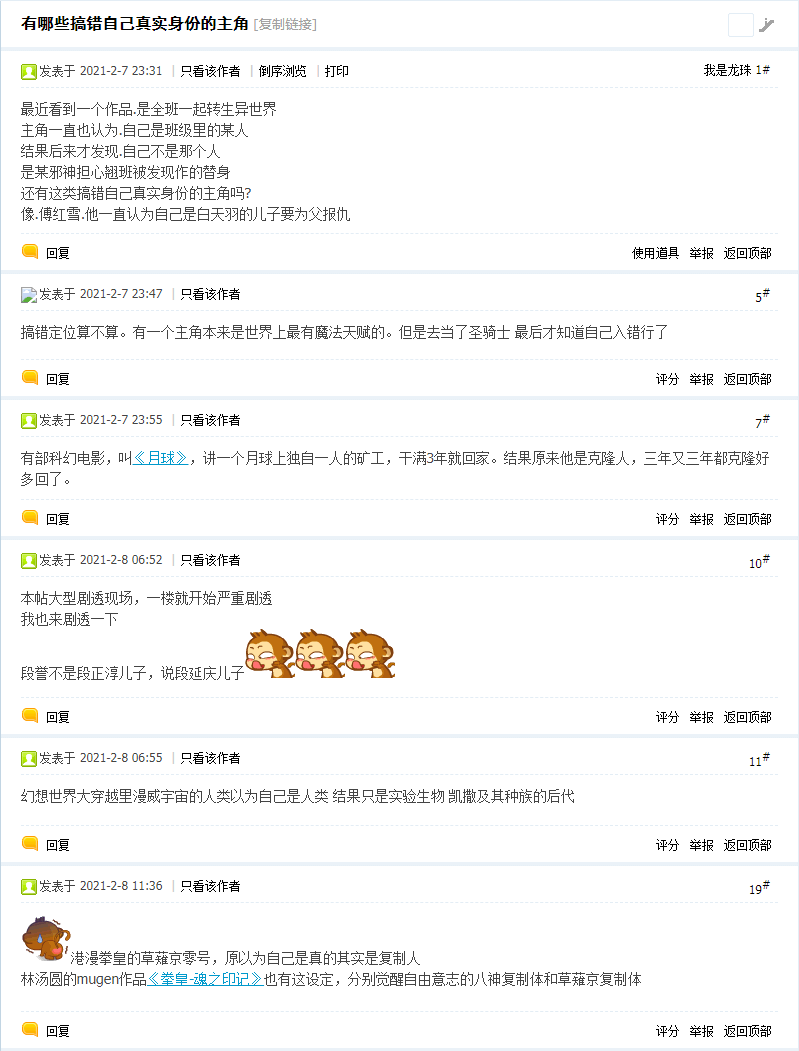 有哪些搞错自己真实身份的主角 [复制链接]
发表于 2021-2-7 23:31 | 只看该作者 | 倒序浏览 | 打印 我是龙珠 1#
最近看到一个作品.是全班一起转生异世界
主角一直也认为.自己是班级里的某人
结果后来才发现.自己不是那个人
是某邪神担心翘班被发现作的替身
还有这类搞错自己真实身份的主角吗?
像.傅红雪.他一直认为自己是白天羽的儿子要为父报仇
回复 使用道具 举报 返回顶部
发表于 2021-2-7 23:47 | 只看该作者 5#
搞错定位算不算。有一个主角本来是世界上最有魔法天赋的。但是去当了圣骑士 最后才知道自己入错行了
回复 评分 举报 返回顶部
发表于 2021-2-7 23:55 | 只看该作者 7#
有部科幻电影，叫《月球》，讲一个月球上独自一人的矿工，干满3年就回家。结果原来他是克隆人，三年又三年都克隆好
多回了。
回复 评分 举报 返回顶部
发表于 2021-2-8 06:52 | 只看该作者 10#
本帖大型剧透现场，一楼就开始严重剧透
我也来剧透一下
段誉不是段正淳儿子，说段延庆儿子
回复 评分 举报 返回顶部
发表于 2021-2-8 06:55 | 只看该作者 11#
幻想世界大穿越里漫威宇宙的人类以为自己是人类 结果只是实验生物 凯撒及其种族的后代
回复 评分 举报 返回顶部
发表于 2021-2-8 11:36 | 只看该作者 19#
港漫拳皇的草薙京零号，原以为自己是真的其实是复制人
林汤圆的mugen作品《拳皇-魂之印记》也有这设定，分别觉醒自由意志的八神复制体和草薙京复制体
回复 评分 举报 返回顶部